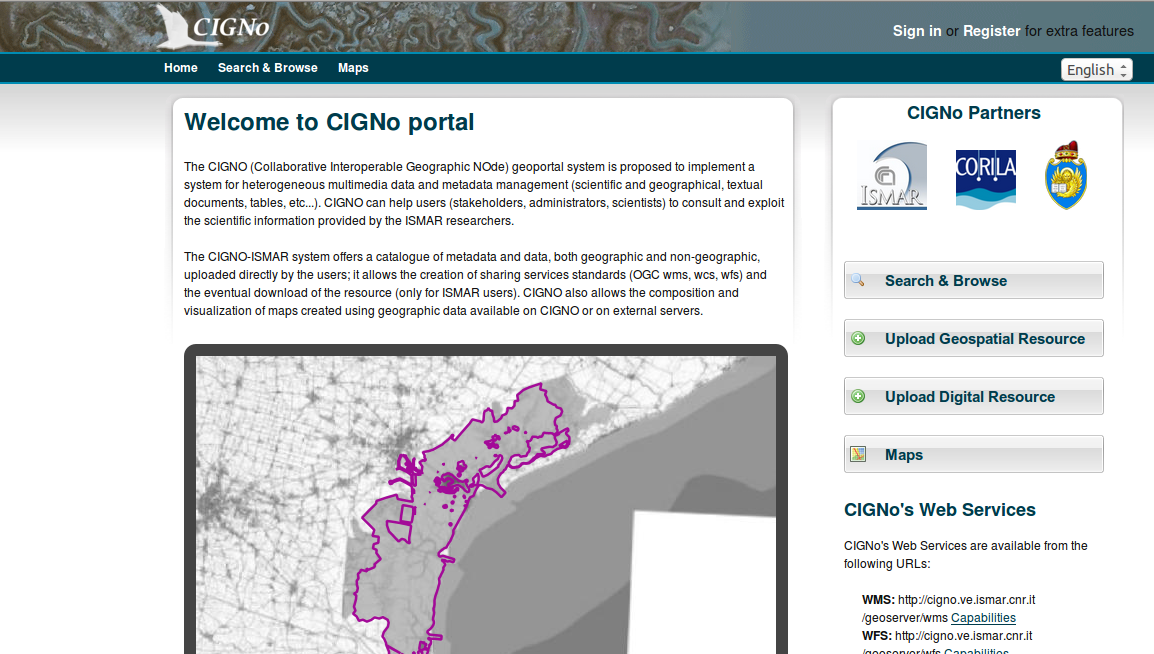 CIGNo
Sign in or Register for extra features
Home Search & Browse Maps
English
Welcome to CIGNo portal
The CIGNO (Collaborative Interoperable Geographic NOde) geoportal system is proposed to implement a
system for heterogeneous multimedia data and metadata management (scientific and geographical, textual
documents, tables, etc...). CIGNO can help users (stakeholders, administrators, scientists) to consult and exploit
the scientific information provided by the ISMAR researchers.
The CIGNO-ISMAR system offers a catalogue of metadata and data, both geographic and non-geographic,
uploaded directly by the users; it allows the creation of sharing services standards (OGC wms, wcs, wfs) and
the eventual download of the resource (only for ISMAR users). CIGNO also allows the composition and
visualization of maps created using geographic data available on CIGNO or on external servers.
CIGNo Partners
ISMAR
CORILA
Search & Browse
Upload Geospatial Resource
Upload Digital Resource
Maps
CIGNo's Web Services
CIGNo's Web Services are available from the
following URLs:
WMS: http://cigno.ve.ismar.cnr.it
/geoserver/wms Capabilities
WFS: http://cigno.ve.ismar.cnr.it
/geoserver/wfs Capabilities